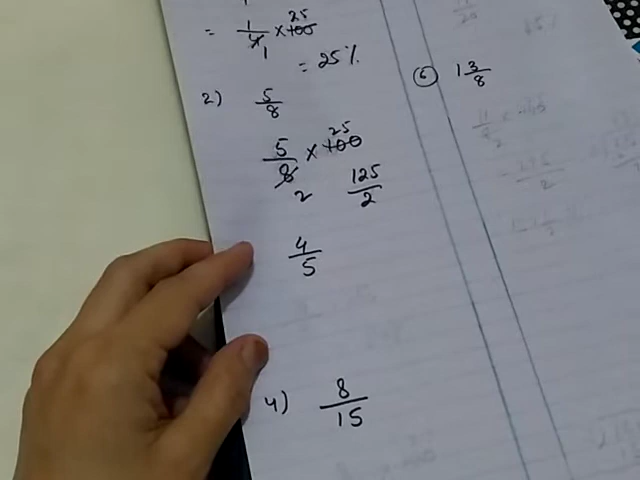 = 1/4 × 100 25
1
= 25%
2) 5/8
5/8 × 100 25
2
125/2
4/5
4) 8/15
6 1 3/8